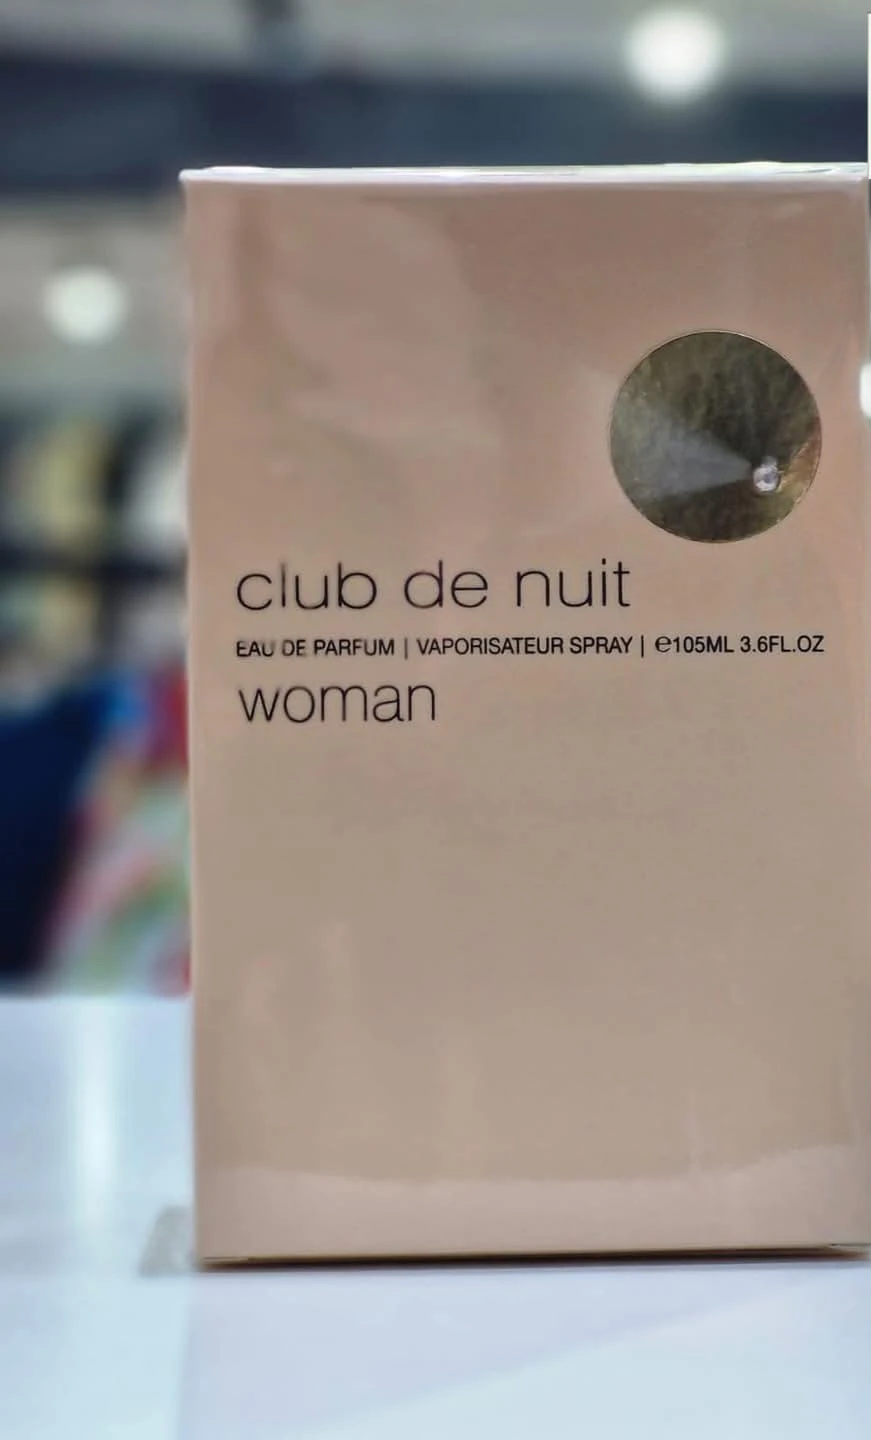 club de nuit
EAU DE PARFUM | VAPORISATEUR SPRAY | ℮105ML 3.6FL.OZ
woman